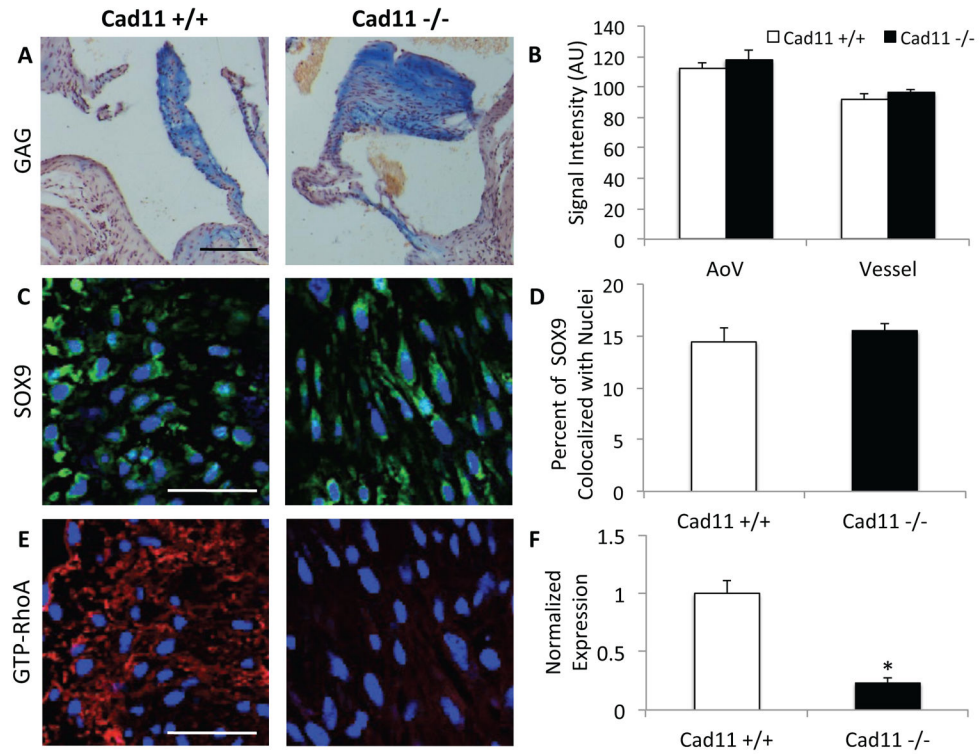 Cad11 +/+
Cad11 -/-
A
GAG
B
Cad11 +/+
Cad11 -/-
Signal Intensity (AU)
140
120
100
80
60
40
20
0
AoV
Vessel
C
SOX9
D
Percent of SOX9
Colocalized with Nuclei
20
15
10
5
0
Cad11 +/+
Cad11 -/-
E
GTP-RhoA
F
Normalized
Expression
1.5
1
0.5
0
*
Cad11 +/+
Cad11 -/-